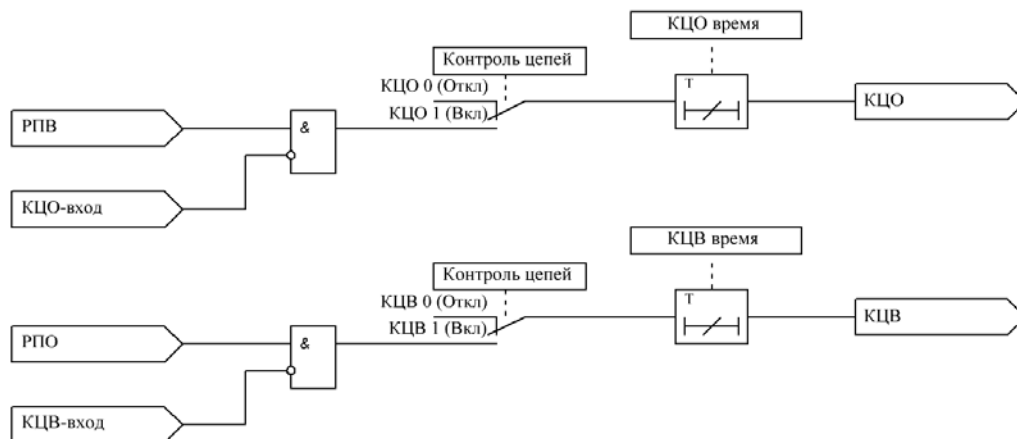 КЦО время
Контроль цепей
КЦО 0 (Откл)
Т
КЦО
КЦО 1 (Вкл)
РПВ
&
КЦО-вход
КЦВ время
Контроль цепей
КЦВ 0 (Откл)
Т
КЦВ
КЦВ 1 (Вкл)
РПО
&
КЦВ-вход